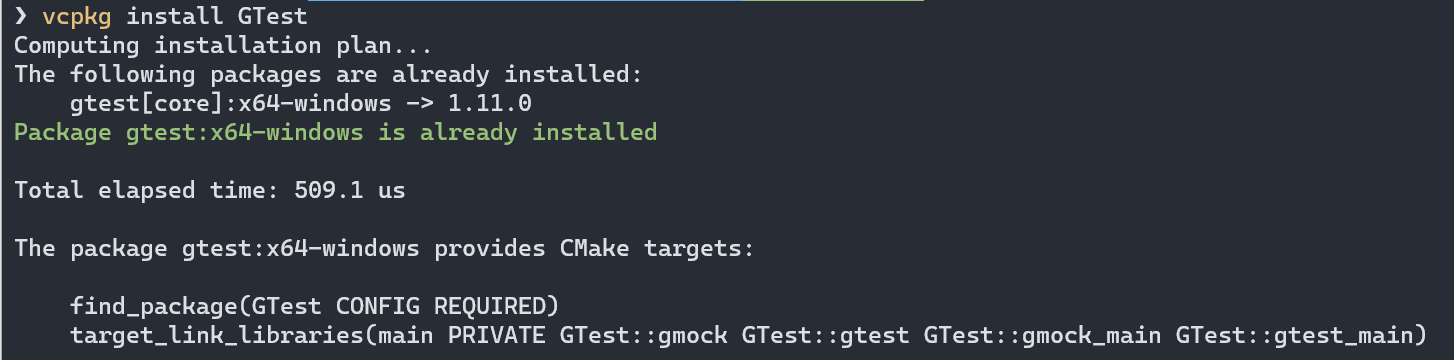 ❯ vcpkg install GTest
Computing installation plan...
The following packages are already installed:
    gtest[core]:x64-windows -> 1.11.0
Package gtest:x64-windows is already installed

Total elapsed time: 509.1 us

The package gtest:x64-windows provides CMake targets:

    find_package(GTest CONFIG REQUIRED)
    target_link_libraries(main PRIVATE GTest::gmock GTest::gtest GTest::gmock_main GTest::gtest_main)